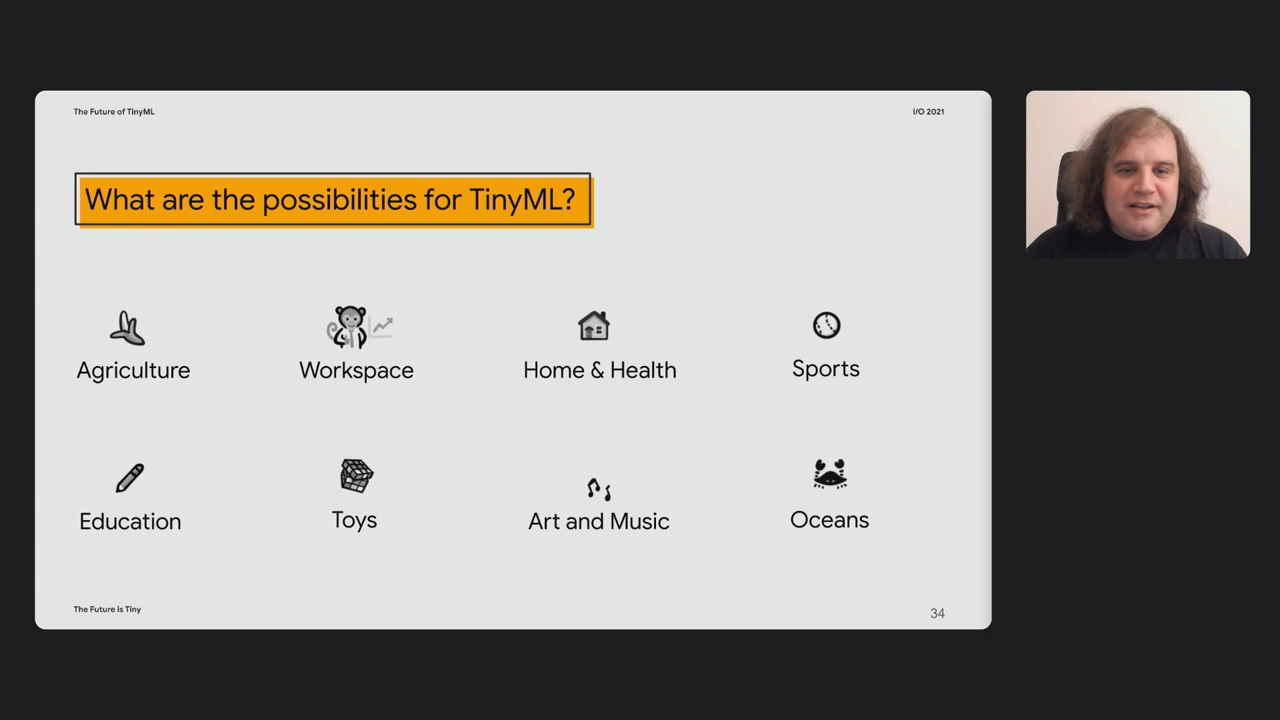 The Future of TinyML
I/O 2021
What are the possibilities for TinyML?
Agriculture
Workspace
Home & Health
Sports
Education
Toys
Art and Music
Oceans
The Future is Tiny
34